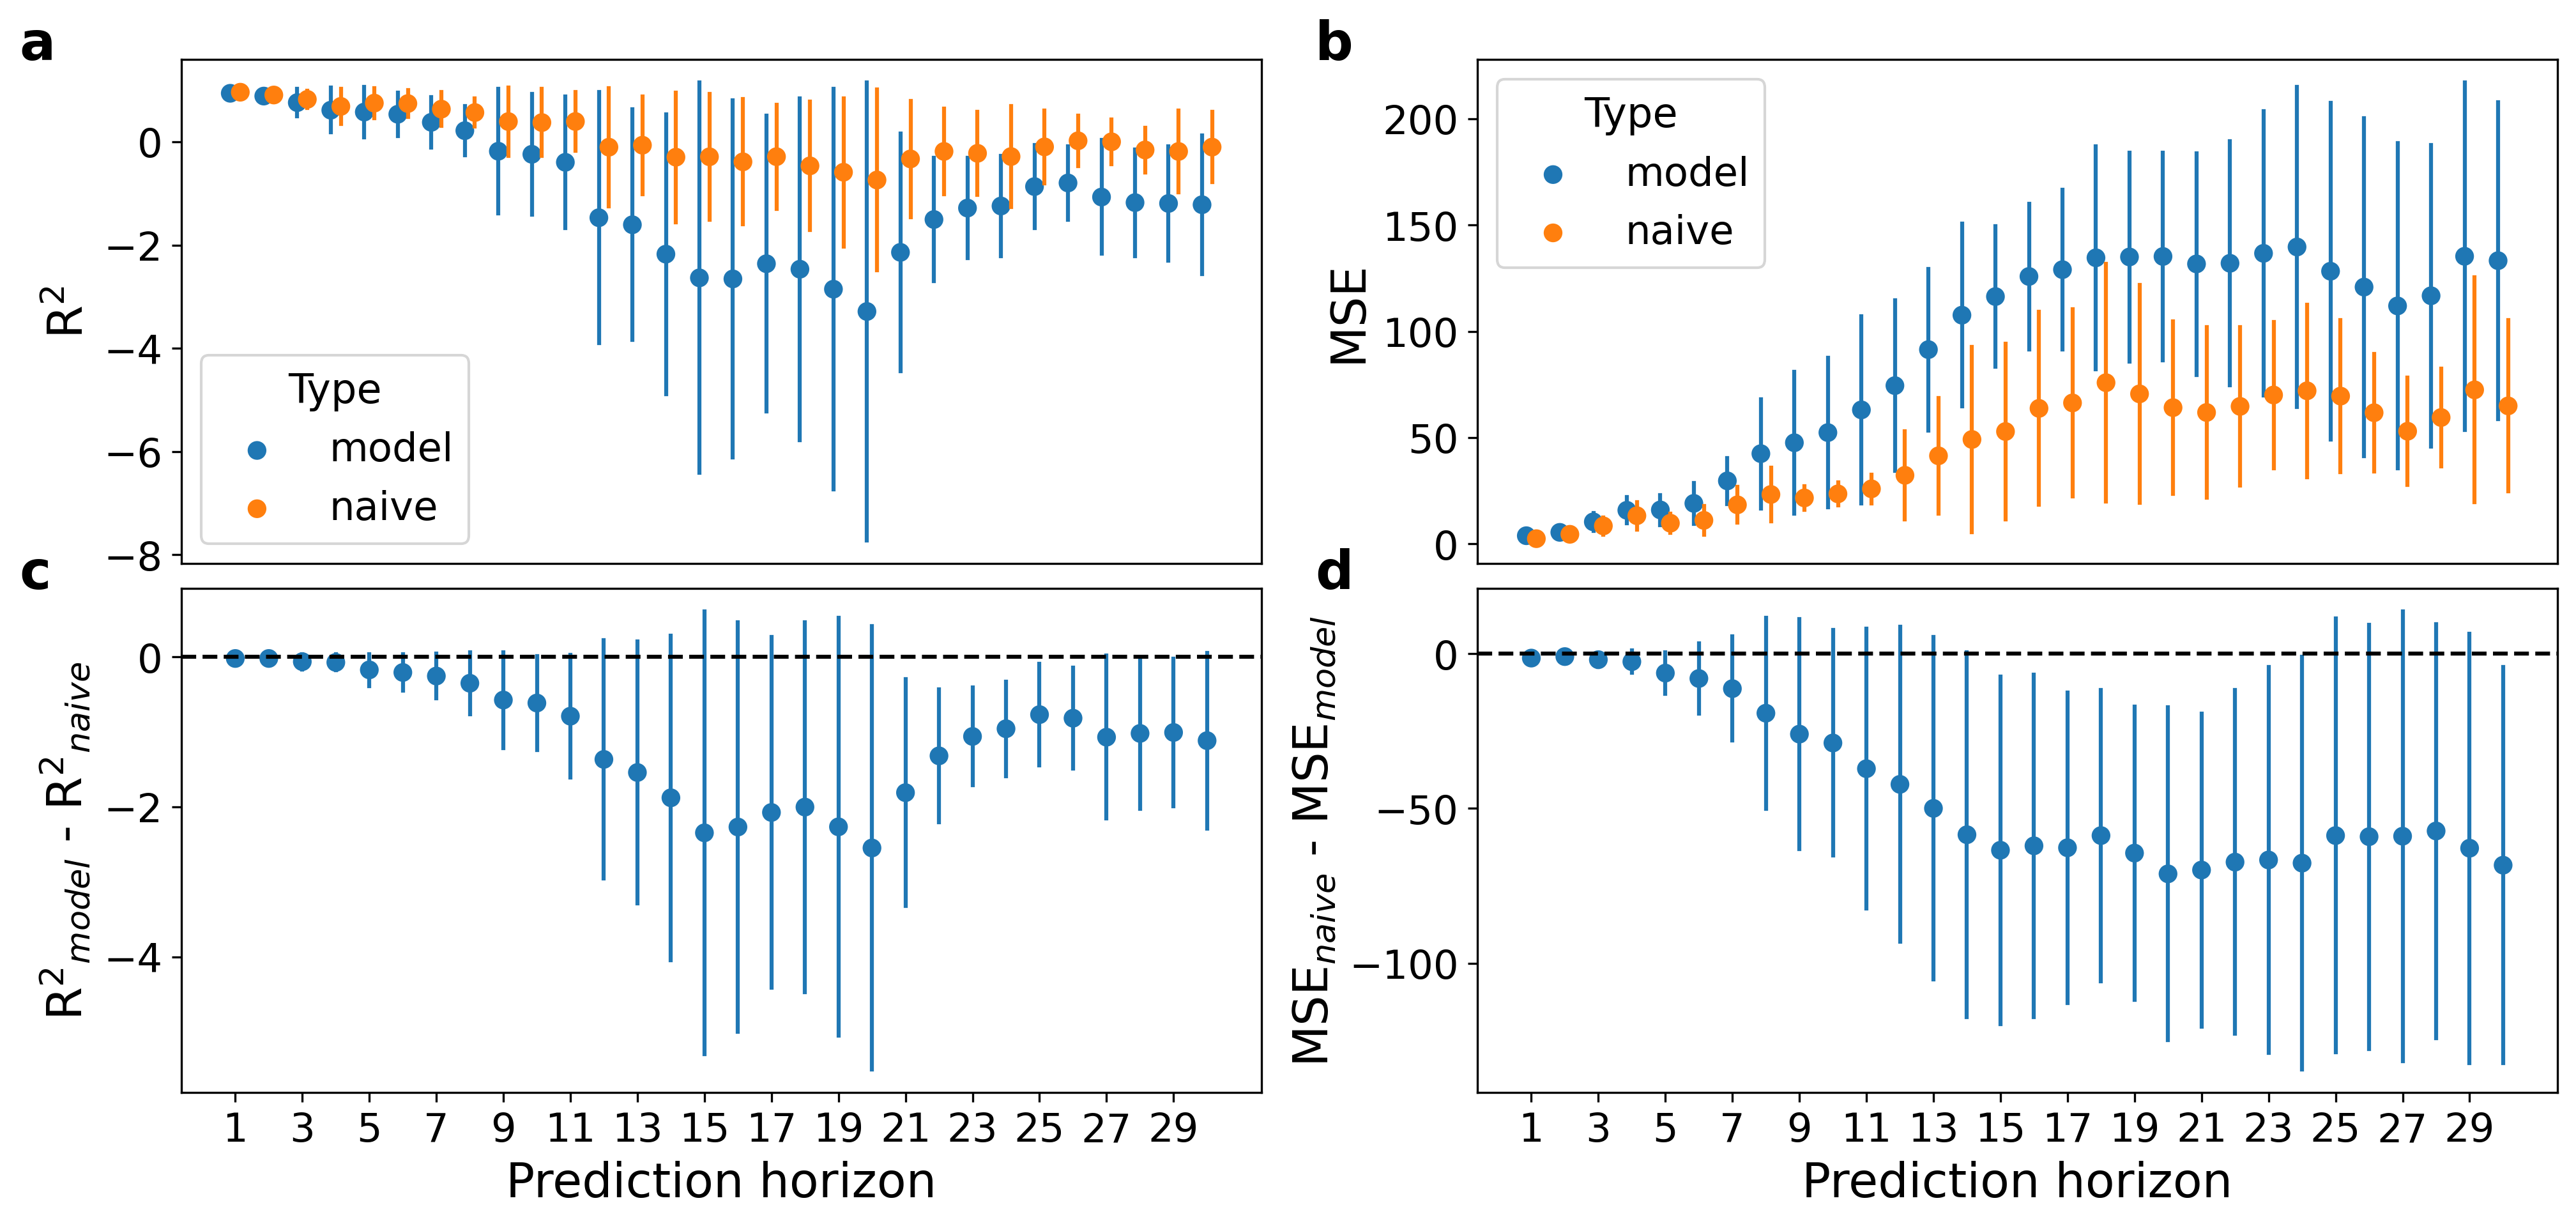 a
R²
0
−2
−4
−6
−8
Type
model
naive
b
MSE
200
150
100
50
0
Type
model
naive
c
R²model - R²naive
0
−2
−4
1 3 5 7 9 11 13 15 17 19 21 23 25 27 29
Prediction horizon
d
MSEnaive - MSEmodel
0
−50
−100
1 3 5 7 9 11 13 15 17 19 21 23 25 27 29
Prediction horizon